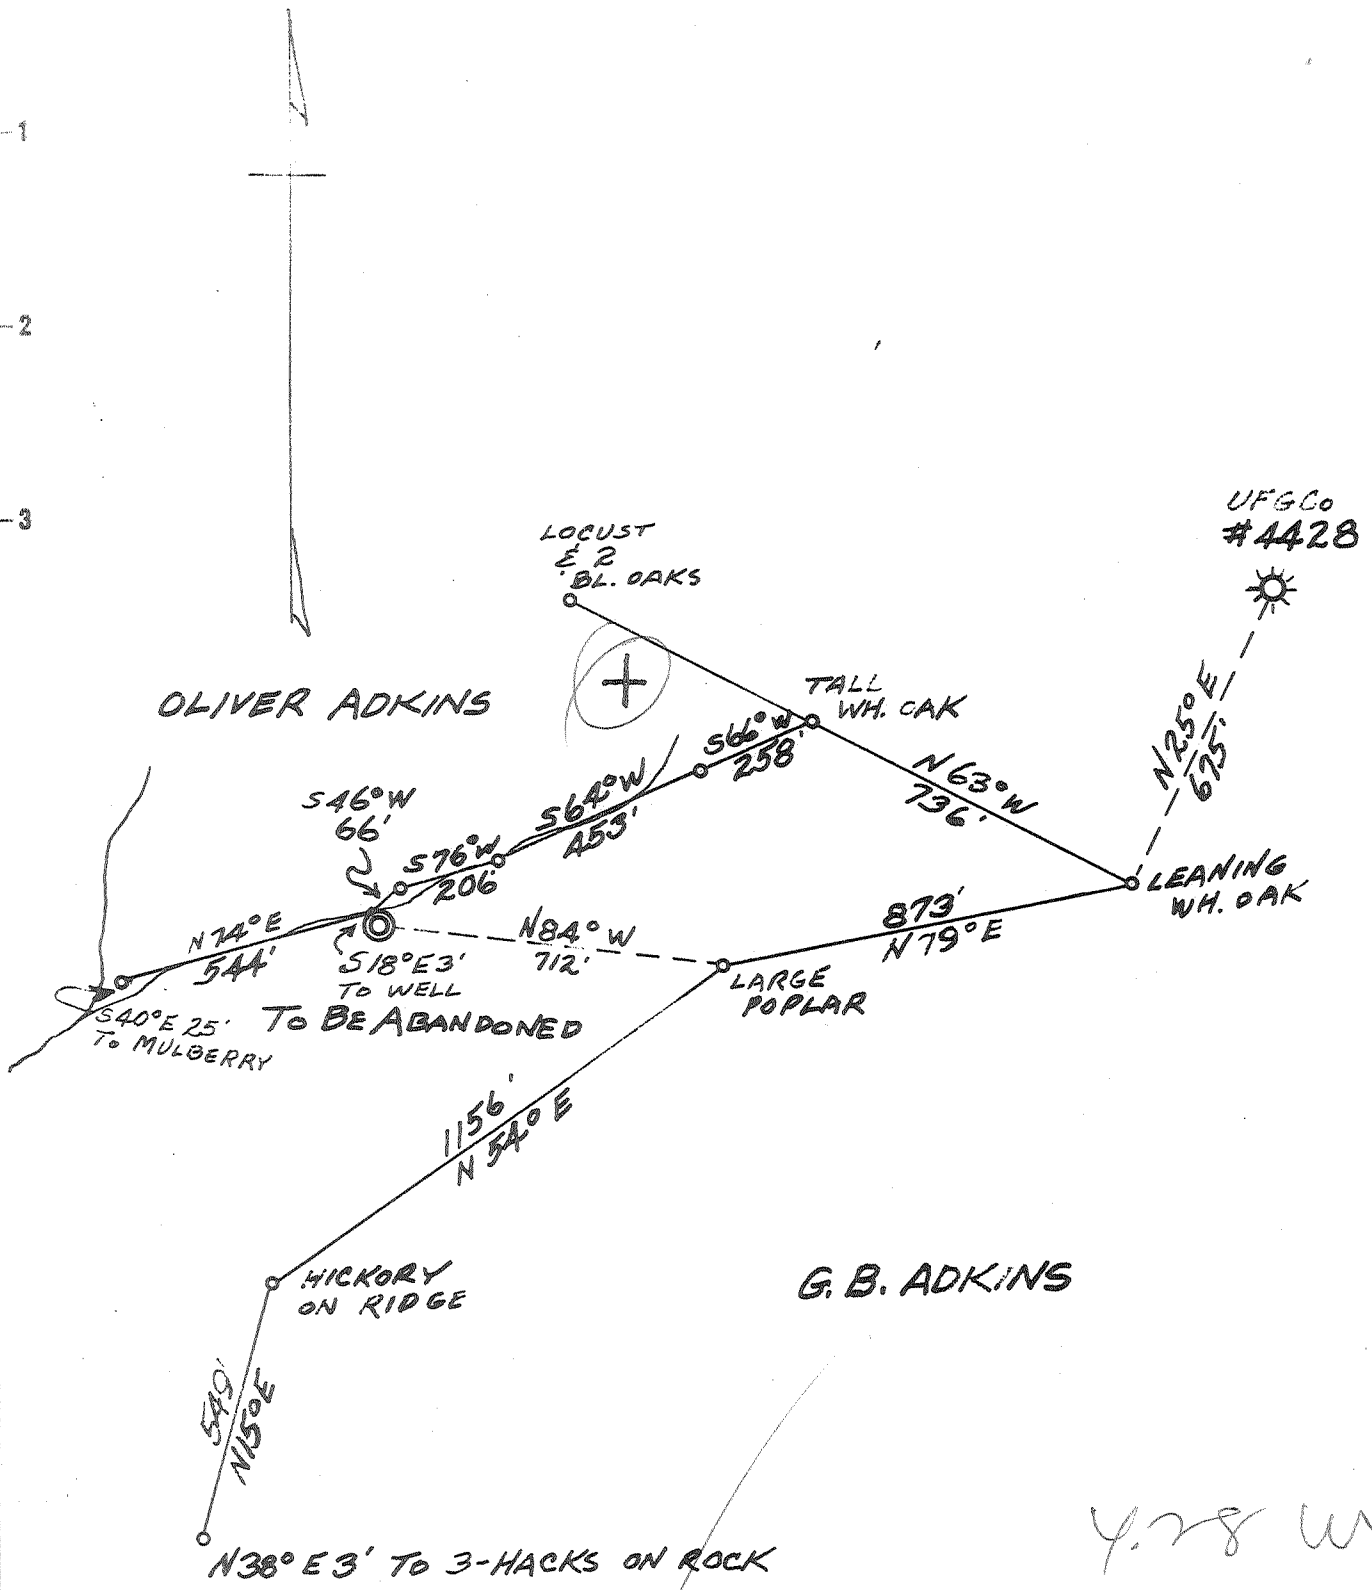 -1
-2
-3
UFGCo
#4428
LOCUST
& 2
BL. OAKS
OLIVER ADKINS
TALL
WH. OAK
N25°E
675'
S66°W
258'
N63°W
736'
S46°W
66'
S64°W
453'
S76°W
206
LEANING
WH. OAK
873'
N79°E
N74°E
544'
N84°W
712'
S18°E3'
TO WELL
LARGE
POPLAR
TO BE ABANDONED
S40°E 25'
TO MULBERRY
1156'
N 54° E
HICKORY
ON RIDGE
G.B. ADKINS
549'
N15°E
4.28
N38°E3' TO 3-HACKS ON ROCK